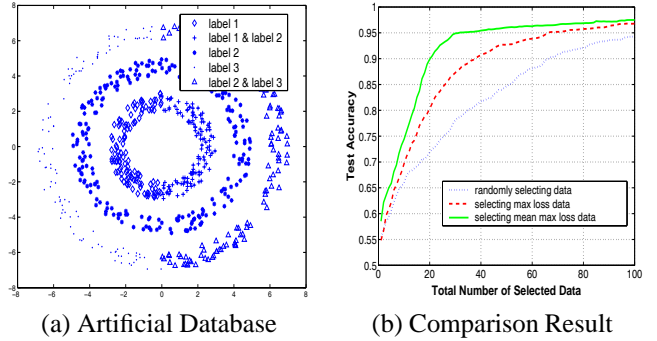 8
6
4
2
0
−2
−4
−6
−8
−8
−6
−4
−2
0
2
4
6
8
label 1
label 1 & label 2
label 2
label 3
label 2 & label 3
(a) Artificial Database
1
0.95
0.9
0.85
0.8
0.75
0.7
0.65
0.6
0.55
0.5
0
20
40
60
80
100
Test Accuracy
Total Number of Selected Data
randomly selecting data
selecting max loss data
selecting mean max loss data
(b) Comparison Result